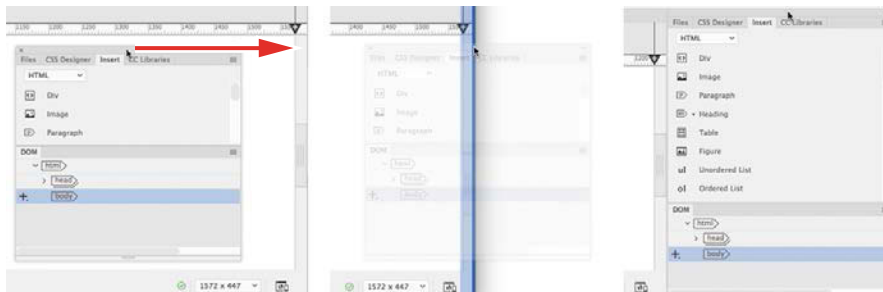 1350 1400 1450 1500 1550
Files CSS Designer Insert CC Libraries
HTML
Div
Image
Paragraph
DOM
html
head
body
1572 x 447
1400 1450 1500
Files CSS Designer Insert CC Libraries
HTML
Div
Image
Paragraph
DOM
html
head
body
1572 x 447
Files CSS Designer Insert CC Libraries
HTML
1200
Div
Image
Paragraph
Heading
Table
Figure
ul Unordered List
ol Ordered List
DOM
html
head
body